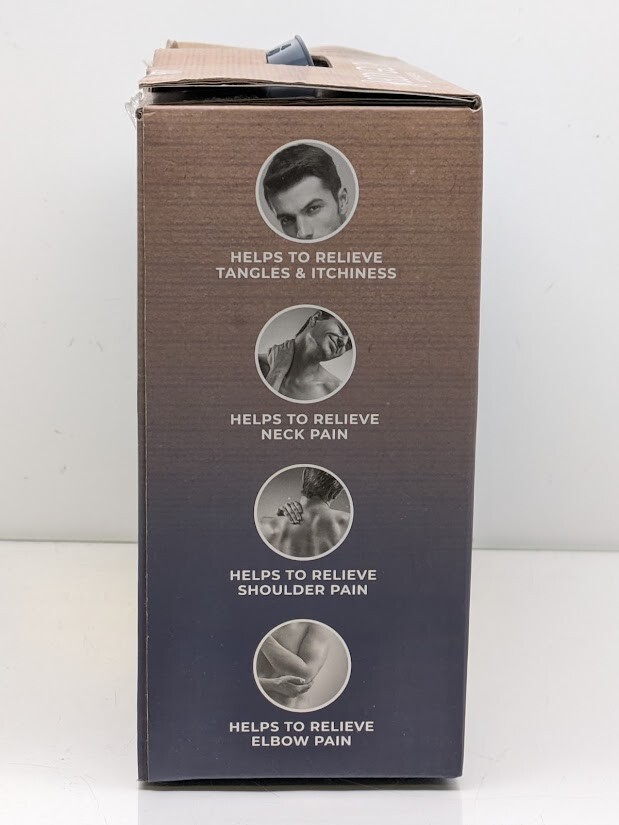 HELPS TO RELIEVE
TANGLES & ITCHINESS
HELPS TO RELIEVE
NECK PAIN
HELPS TO RELIEVE
SHOULDER PAIN
HELPS TO RELIEVE
ELBOW PAIN